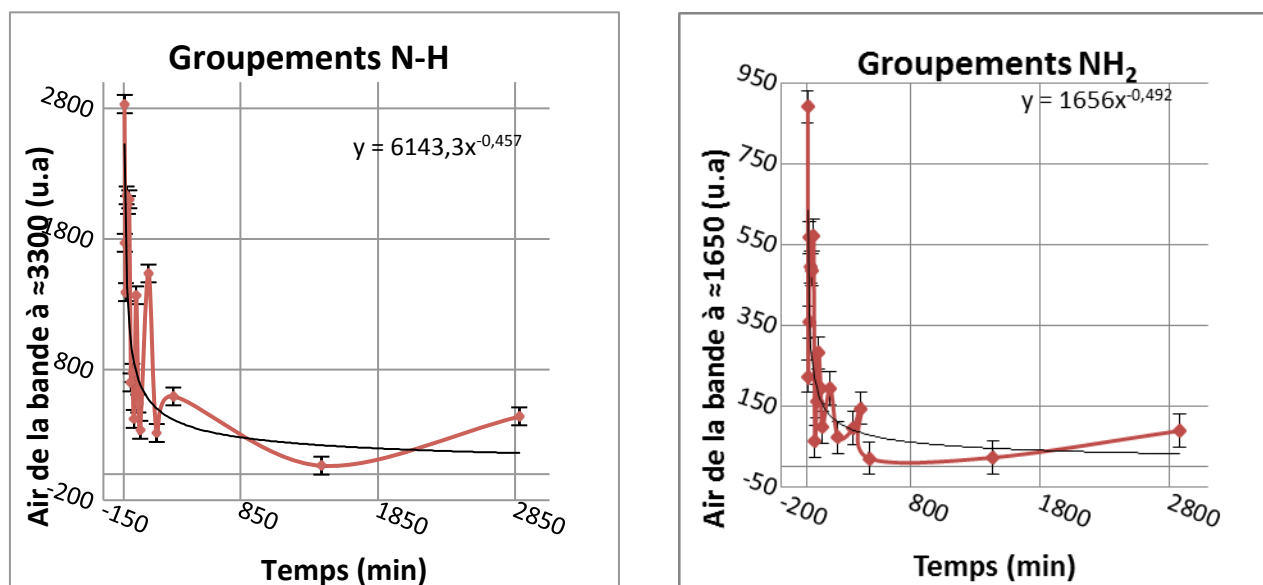 Groupements N-H
y = 6143,3x-0,457
Air de la bande à ≈3300 (u.a)
2800
1800
800
-200
-150
850
1850
2850
Temps (min)
Groupements NH2
y = 1656x-0,492
Air de la bande à ≈1650 (u.a)
950
750
550
350
150
-50
-200
800
1800
2800
Temps (min)